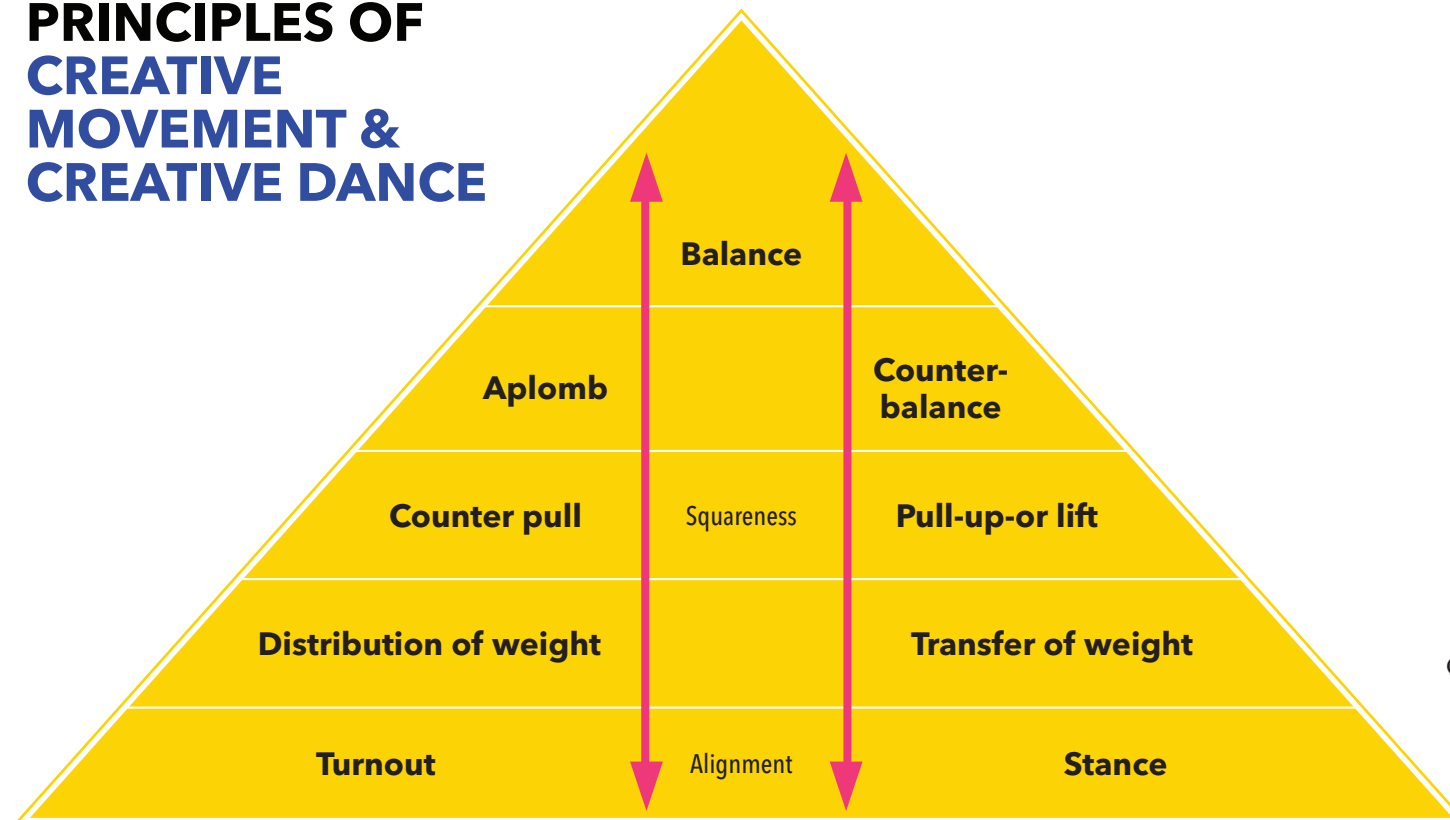 PRINCIPLES OF
CREATIVE
MOVEMENT &
CREATIVE DANCE
Balance
Aplomb
Counter-
balance
Counter pull
Squareness
Pull-up-or lift
Distribution of weight
Transfer of weight
Turnout
Alignment
Stance